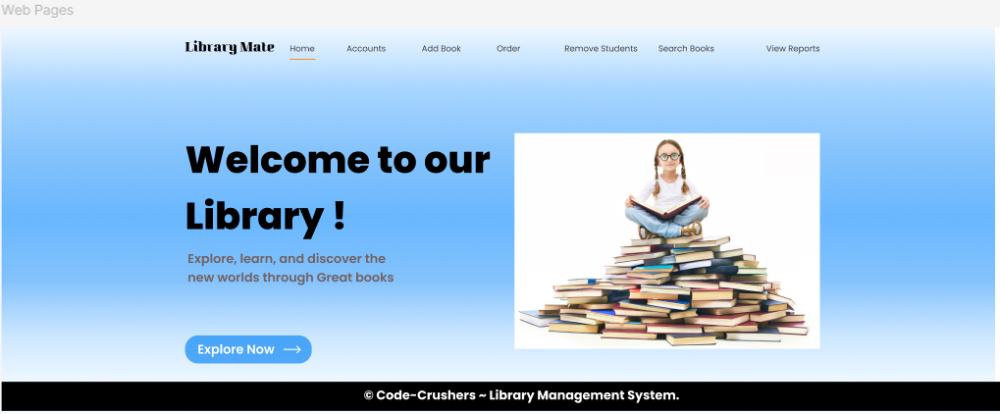 Web Pages
Library Mate Home Accounts Add Book Order Remove Students Search Books View Reports
Welcome to our
Library !
Explore, learn, and discover the
new worlds through Great books
Explore Now
© Code-Crushers ~ Library Management System.